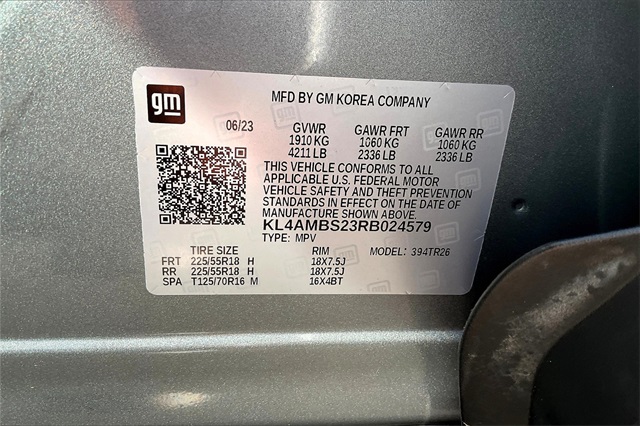 gm
MFD BY GM KOREA COMPANY
06/23 GVWR GAWR FRT GAWR RR
1910 KG 1060 KG 1060 KG
4211 LB 2336 LB 2336 LB
THIS VEHICLE CONFORMS TO ALL
APPLICABLE U.S. FEDERAL MOTOR
VEHICLE SAFETY AND THEFT PREVENTION
STANDARDS IN EFFECT ON THE DATE OF
MANUFACTURE SHOWN ABOVE.
KL4AMBS23RB024579
TYPE: MPV
TIRE SIZE RIM MODEL: 394TR26
FRT 225/55R18 H 18X7.5J
RR 225/55R18 H 18X7.5J
SPA T125/70R16 M 16X4BT